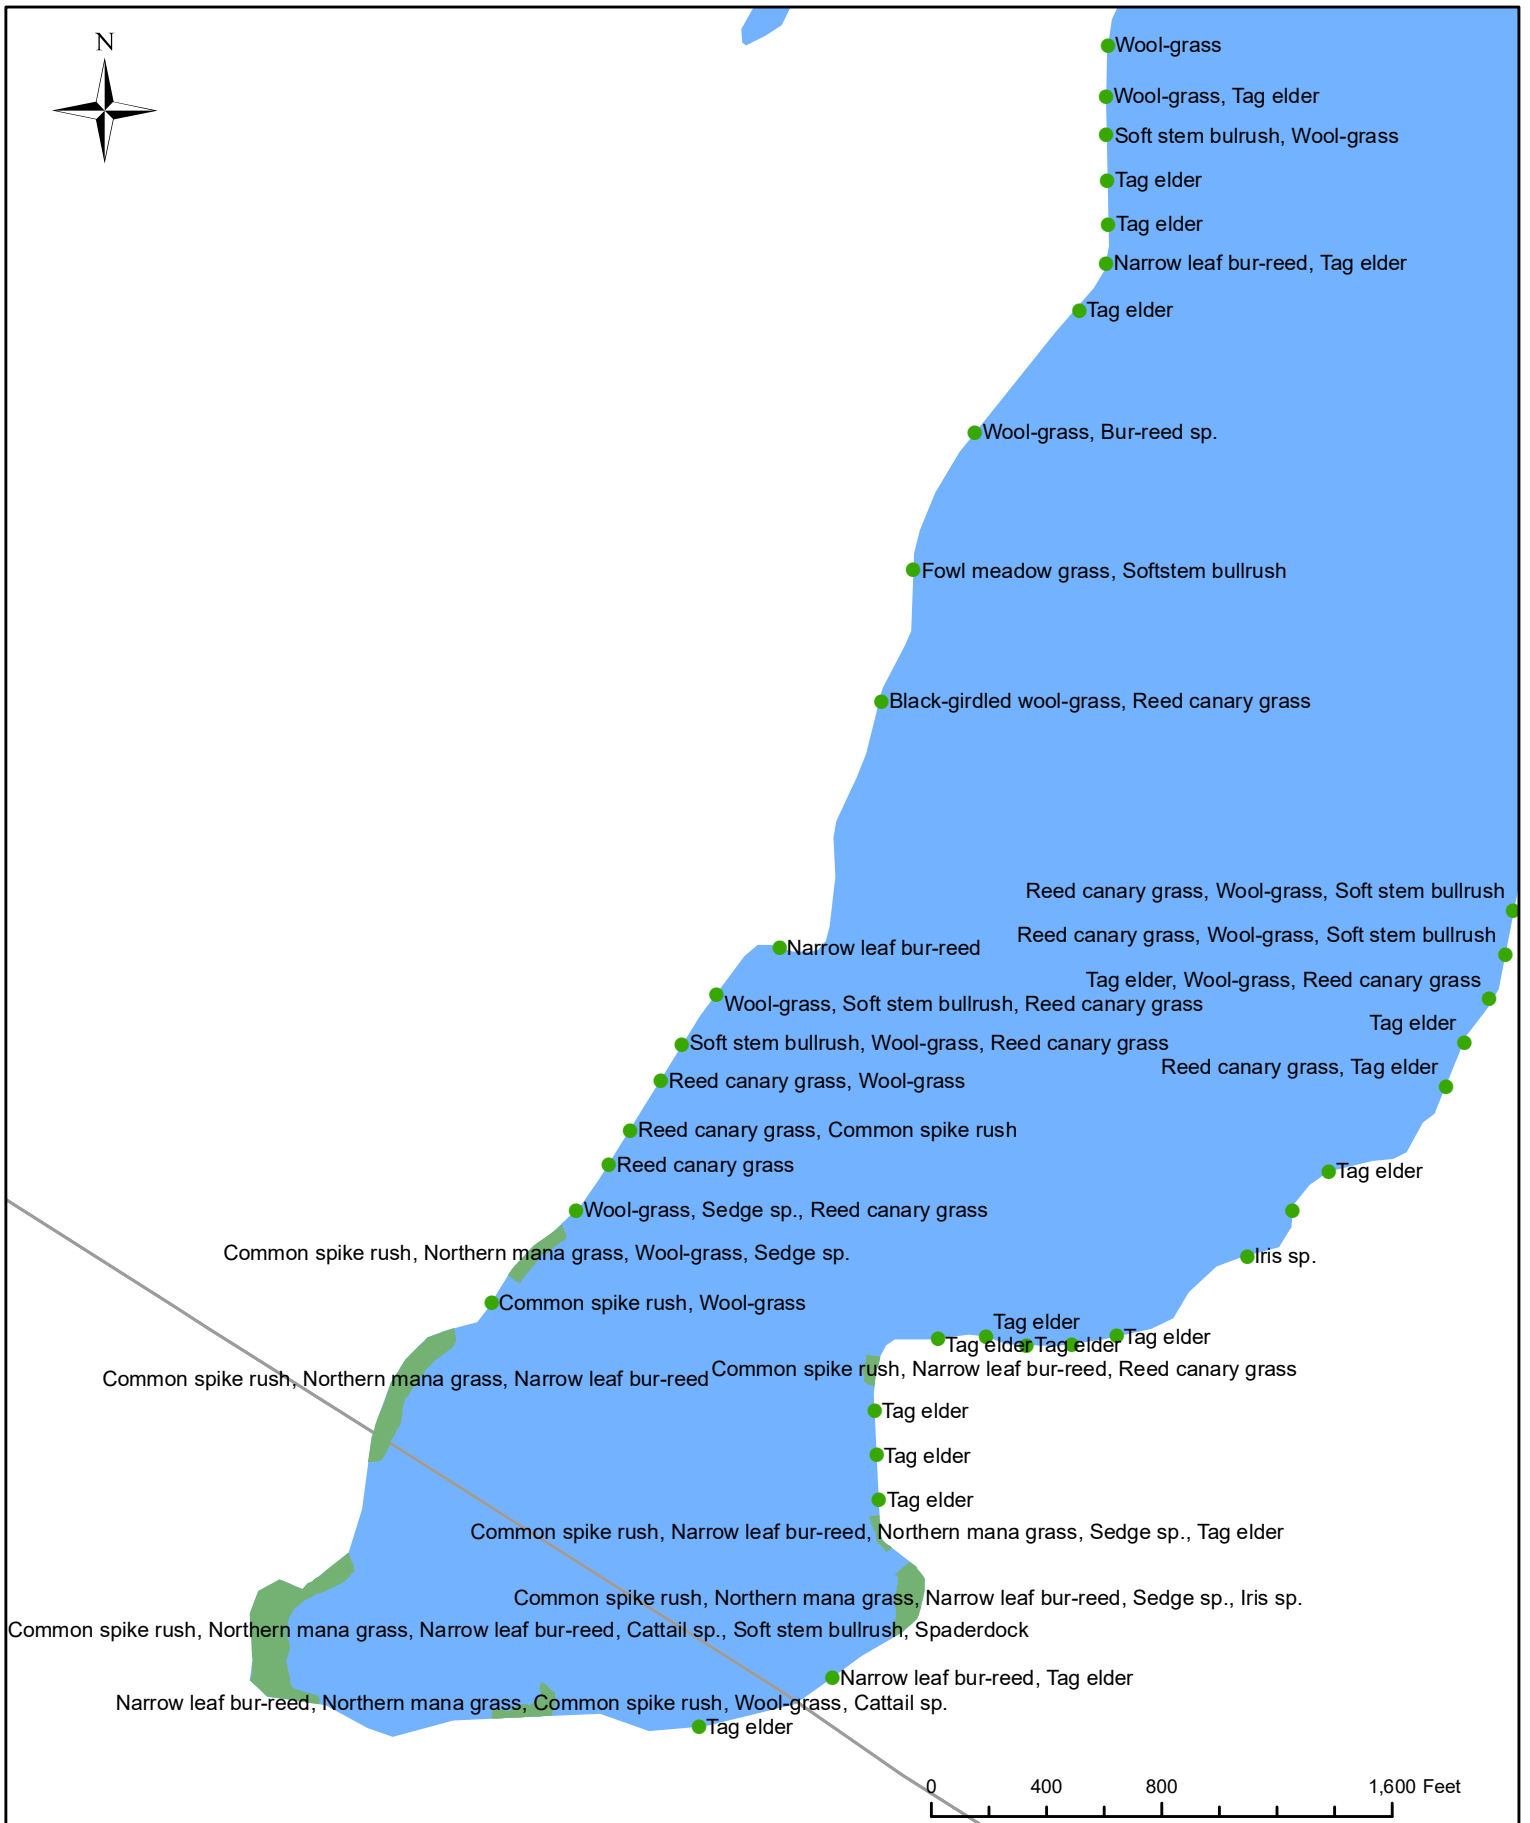 N
Wool-grass
Wool-grass, Tag elder
Soft stem bulrush, Wool-grass
Tag elder
Tag elder
Narrow leaf bur-reed, Tag elder
Tag elder
Wool-grass, Bur-reed sp.
Fowl meadow grass, Softstem bullrush
Black-girdled wool-grass, Reed canary grass
Reed canary grass, Wool-grass, Soft stem bullrush
Reed canary grass, Wool-grass, Soft stem bullrush
Narrow leaf bur-reed
Tag elder, Wool-grass, Reed canary grass
Wool-grass, Soft stem bullrush, Reed canary grass
Tag elder
Soft stem bullrush, Wool-grass, Reed canary grass
Reed canary grass, Tag elder
Reed canary grass, Wool-grass
Reed canary grass, Common spike rush
Reed canary grass
Tag elder
Wool-grass, Sedge sp., Reed canary grass
Common spike rush, Northern mana grass, Wool-grass, Sedge sp.
Iris sp.
Common spike rush, Wool-grass
Tag elder
Tag elder
Tag elder
Tag elder
Common spike rush, Narrow leaf bur-reed, Reed canary grass
Common spike rush, Northern mana grass, Narrow leaf bur-reed
Tag elder
Tag elder
Tag elder
Common spike rush, Narrow leaf bur-reed, Northern mana grass, Sedge sp., Tag elder
Common spike rush, Northern mana grass, Narrow leaf bur-reed, Sedge sp., Iris sp.
Common spike rush, Northern mana grass, Narrow leaf bur-reed, Cattail sp., Soft stem bullrush, Spaderdock
Narrow leaf bur-reed, Tag elder
Narrow leaf bur-reed, Northern mana grass, Common spike rush, Wool-grass, Cattail sp.
Tag elder
0 400 800 1,600 Feet